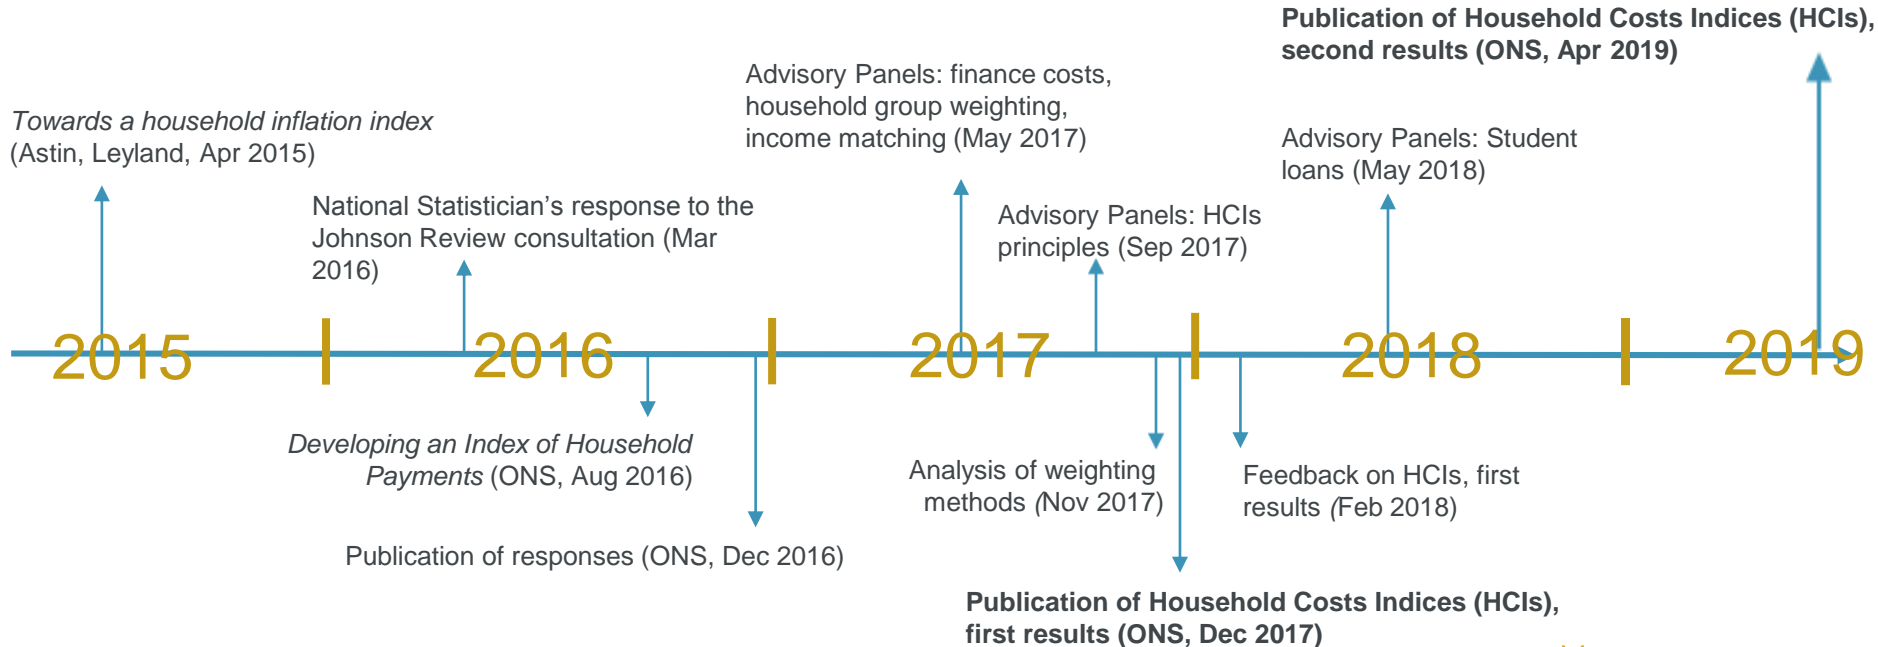 Publication of Household Costs Indices (HCIs),
second results (ONS, Apr 2019)
Advisory Panels: finance costs,
household group weighting,
income matching (May 2017)
Towards a household inflation index
(Astin, Leyland, Apr 2015)
Advisory Panels: Student
loans (May 2018)
National Statistician’s response to the
Johnson Review consultation (Mar
2016)
Advisory Panels: HCIs
principles (Sep 2017)
2015
2016
2017
2018
2019
Developing an Index of Household
Payments (ONS, Aug 2016)
Analysis of weighting
methods (Nov 2017)
Feedback on HCIs, first
results (Feb 2018)
Publication of responses (ONS, Dec 2016)
Publication of Household Costs Indices (HCIs),
first results (ONS, Dec 2017)